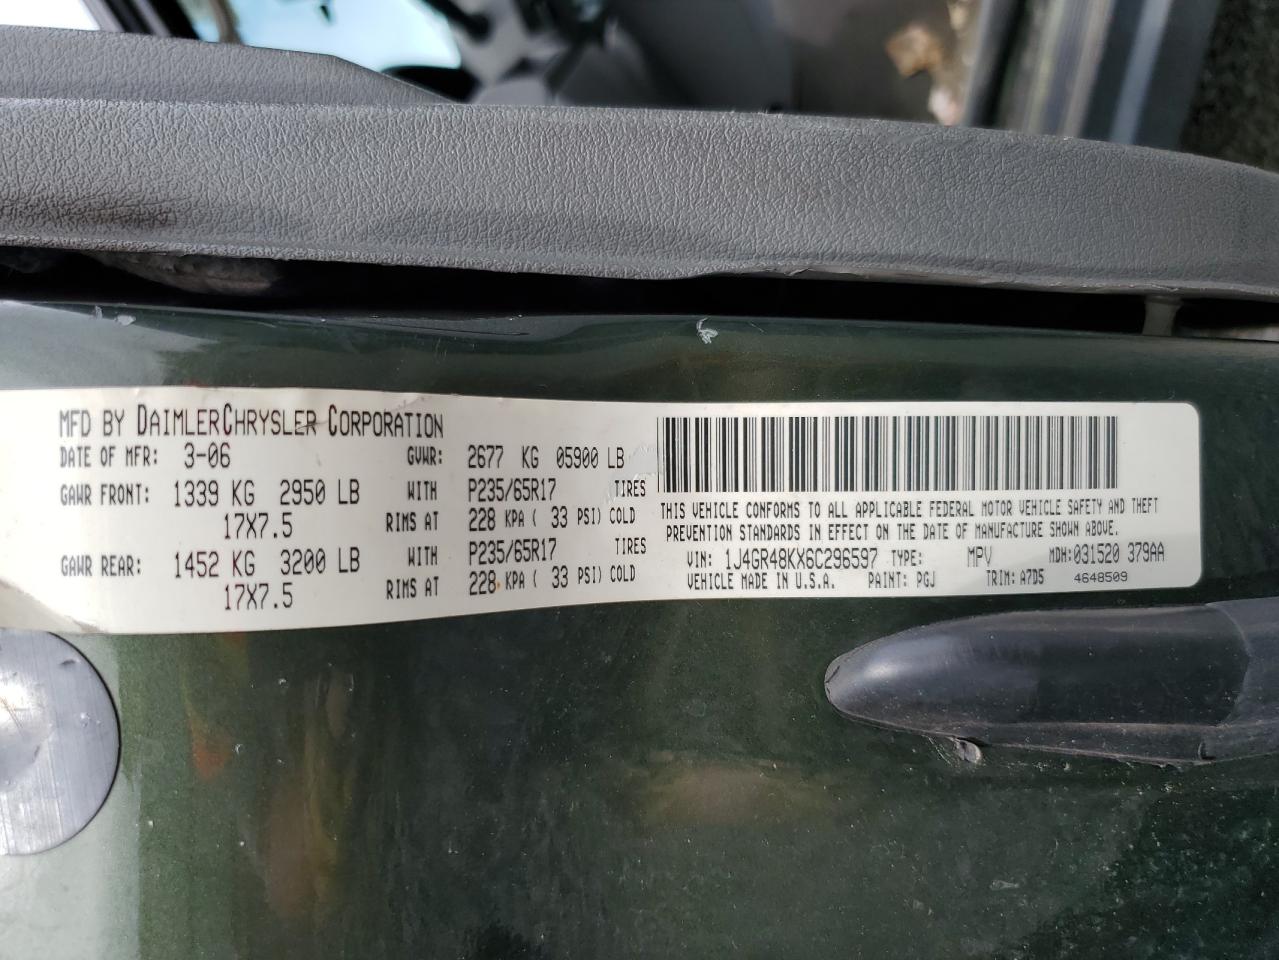 MFD BY DAIMLERCHRYSLER CORPORATION
DATE OF MFR: 3-06 GVWR: 2677 KG 05900 LB
GAWR FRONT: 1339 KG 2950 LB WITH P235/65R17 TIRES
17X7.5 RIMS AT 228 KPA ( 33 PSI) COLD
GAWR REAR: 1452 KG 3200 LB WITH P235/65R17 TIRES
17X7.5 RIMS AT 228 KPA ( 33 PSI) COLD
THIS VEHICLE CONFORMS TO ALL APPLICABLE FEDERAL MOTOR VEHICLE SAFETY AND THEFT
PREVENTION STANDARDS IN EFFECT ON THE DATE OF MANUFACTURE SHOWN ABOVE.
VIN: 1J4GR48KX6C296597 TYPE: MPV MDH:031520 379AA
VEHICLE MADE IN U.S.A. PAINT: PGJ TRIM: A7D5 4648509